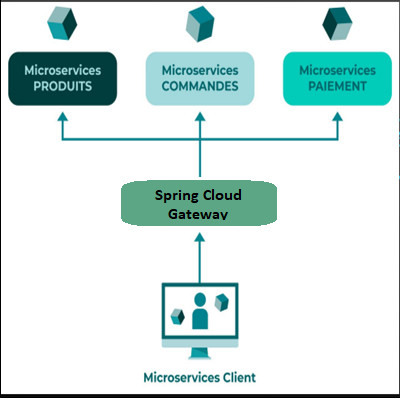 Microservices
PRODUITS
Microservices
COMMANDES
Microservices
PAIEMENT
Spring Cloud
Gateway
Microservices Client